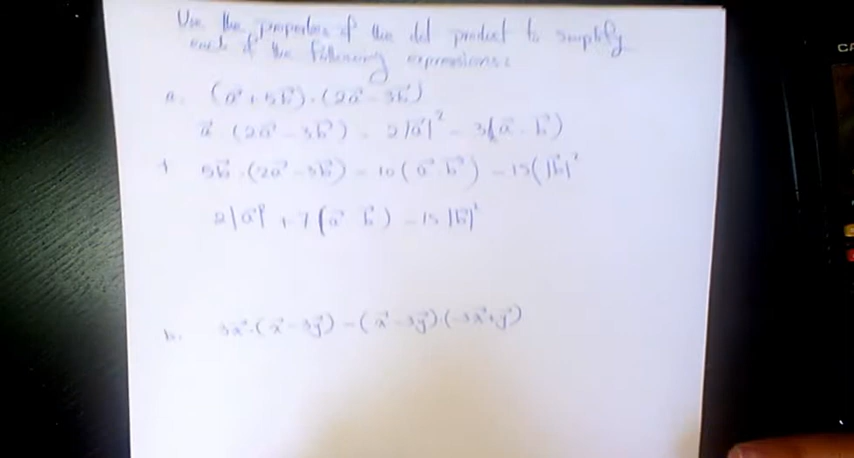 Use the properties of the dot product to simplify
each of the following expressions:
a. (a⃗ + 5b⃗)·(2a⃗ - 3b⃗)
a⃗ · (2a⃗ - 3b⃗) = 2|a⃗|² - 3(a⃗ · b⃗)
+ 5b⃗ · (2a⃗ - 3b⃗) = 10(a⃗ · b⃗) - 15(|b⃗|²
2|a⃗|² + 7(a⃗ b⃗) - 15|b⃗|²
b. 3x⃗·(x⃗ - 3y⃗) - (x⃗ - 3y⃗)·(-3x⃗ + y⃗)